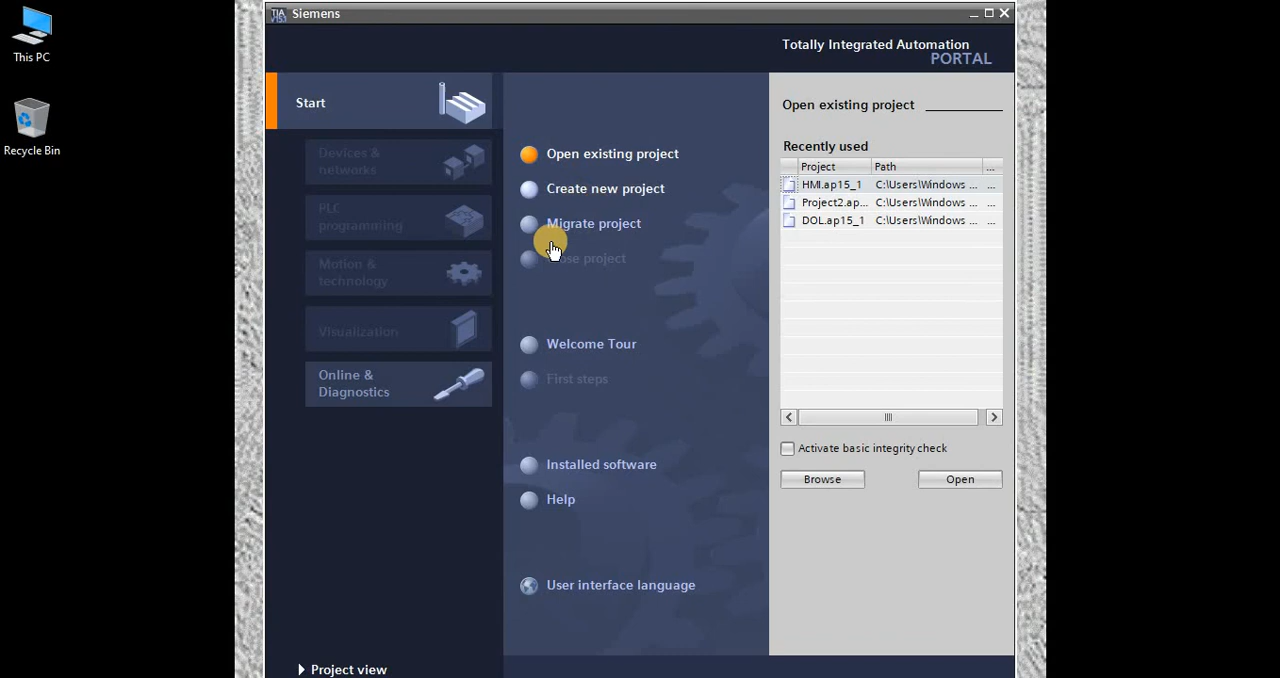 Siemens
This PC
Recycle Bin
Totally Integrated Automation
PORTAL
Start
Devices &
networks
PLC
programming
Motion &
technology
Visualization
Online &
Diagnostics
Project view
Open existing project
Create new project
Migrate project
Welcome Tour
First steps
Installed software
Help
User interface language
Open existing project
Recently used
Project Path ...
HMI.ap15_1 C:\Users\Windows ... ...
Project2.ap... C:\Users\Windows ... ...
DOL.ap15_1 C:\Users\Windows ... ...
Activate basic integrity check
Browse Open